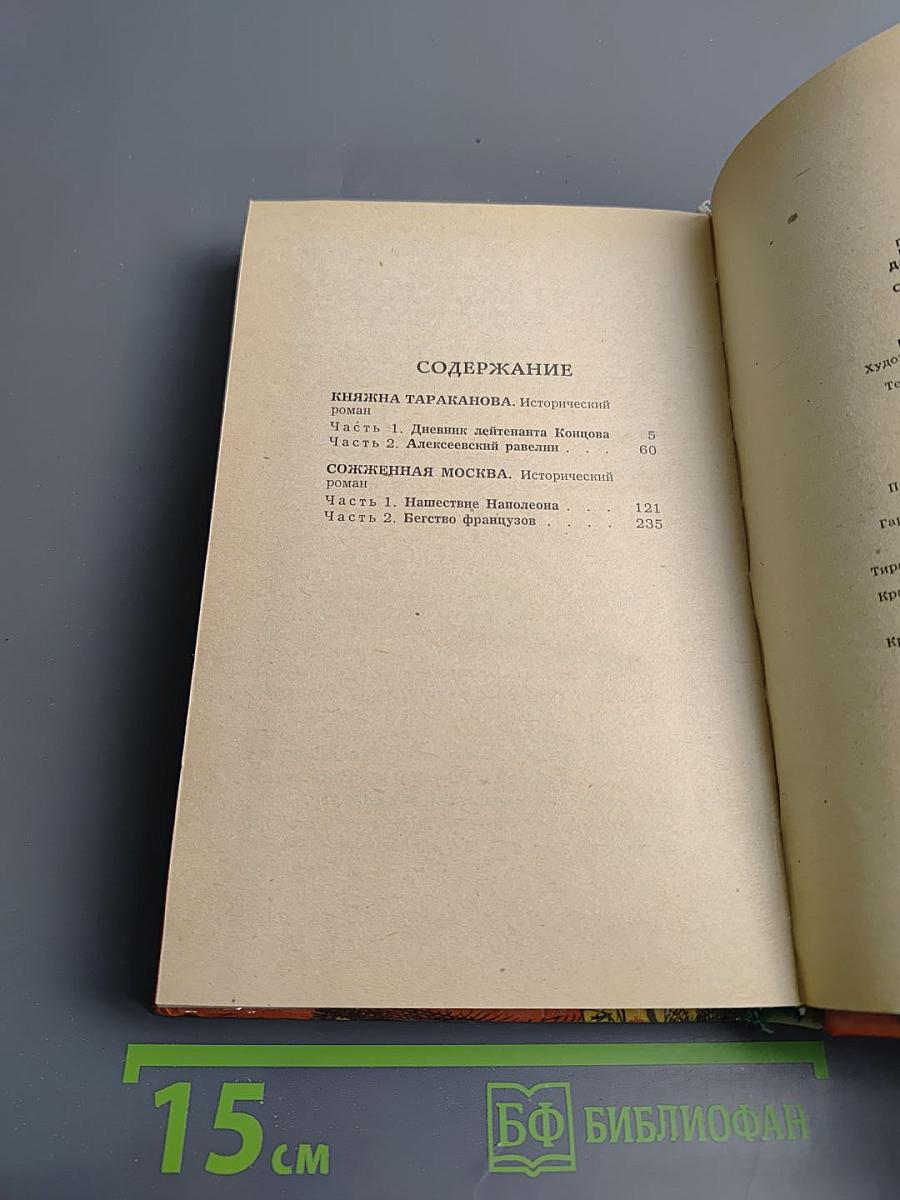 СОДЕРЖАНИЕ
КНЯЖНА ТАРАКАНОВА. Исторический
роман
Часть 1. Дневник лейтенанта Концова 5
Часть 2. Алексеевский равелин . . . 60
СОЖЖЕННАЯ МОСКВА. Исторический
роман
Часть 1. Нашествие Наполеона . . . 121
Часть 2. Бегство французов . . . . 235
15 см
БФ БИБЛИОФАН